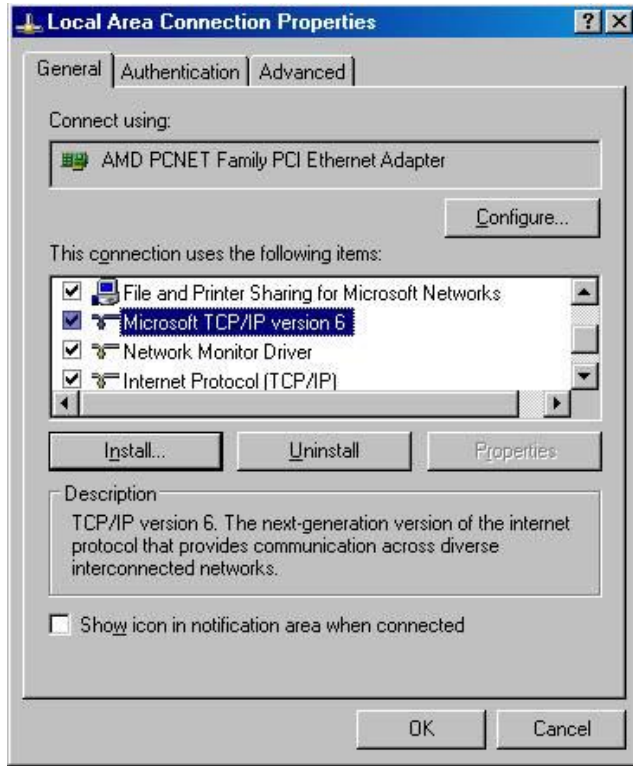 Local Area Connection Properties
General Authentication Advanced
Connect using:
AMD PCNET Family PCI Ethernet Adapter
Configure...
This connection uses the following items:
File and Printer Sharing for Microsoft Networks
Microsoft TCP/IP version 6
Network Monitor Driver
Internet Protocol (TCP/IP)
Install... Uninstall Properties
Description
TCP/IP version 6. The next-generation version of the internet
protocol that provides communication across diverse
interconnected networks.
Show icon in notification area when connected
OK Cancel